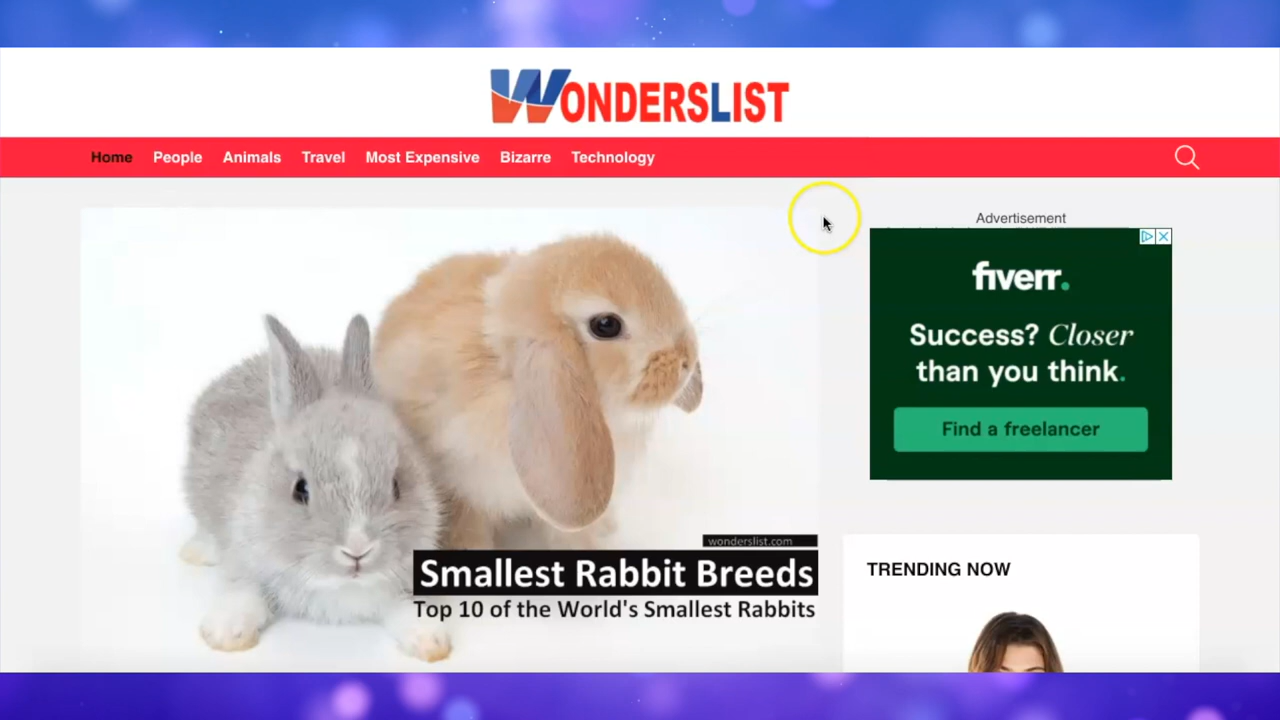 WONDERSLIST
Home People Animals Travel Most Expensive Bizarre Technology
Advertisement
fiverr.
Success? Closer
than you think.
Find a freelancer
wonderslist.com
Smallest Rabbit Breeds
Top 10 of the World's Smallest Rabbits
TRENDING NOW